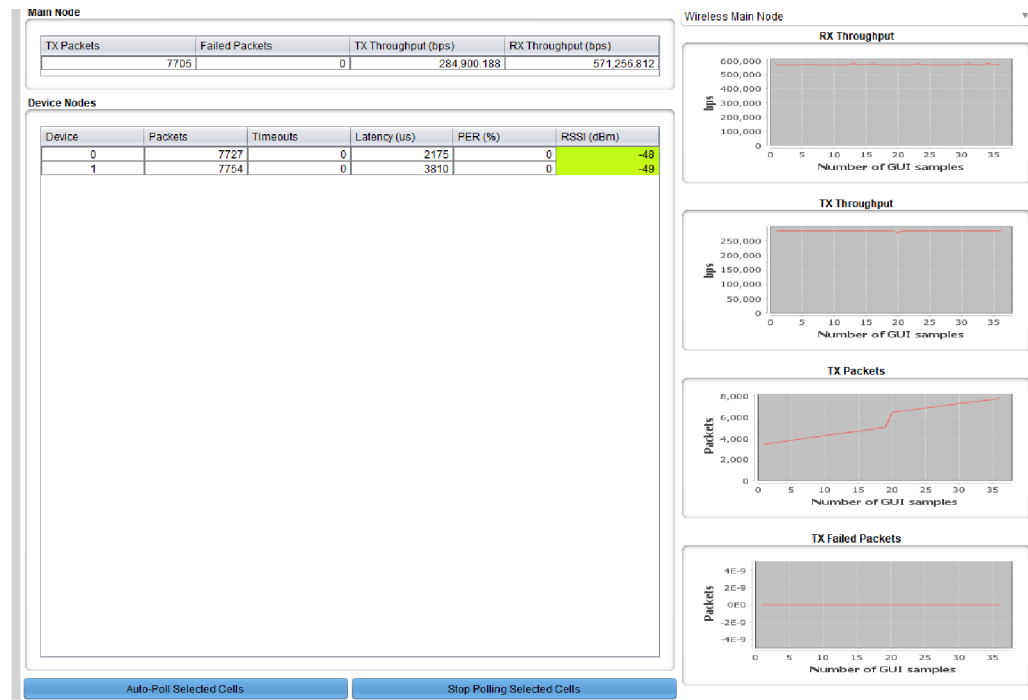 Main Node
TX Packets Failed Packets TX Throughput (bps) RX Throughput (bps)
7705 0 284,900.188 571,256.812
Device Nodes
Device Packets Timeouts Latency (us) PER (%) RSSI (dBm)
0 7727 0 2175 0 -48
1 7754 0 3810 0 -49
Auto-Poll Selected Cells Stop Polling Selected Cells
Wireless Main Node
RX Throughput
bps
600,000
500,000
400,000
300,000
200,000
100,000
0
0 5 10 15 20 25 30 35
Number of GUI samples
TX Throughput
bps
250,000
200,000
150,000
100,000
50,000
0
0 5 10 15 20 25 30 35
Number of GUI samples
TX Packets
Packets
8,000
6,000
4,000
2,000
0
0 5 10 15 20 25 30 35
Number of GUI samples
TX Failed Packets
Packets
4E-9
2E-9
0E0
-2E-9
-4E-9
0 5 10 15 20 25 30 35
Number of GUI samples